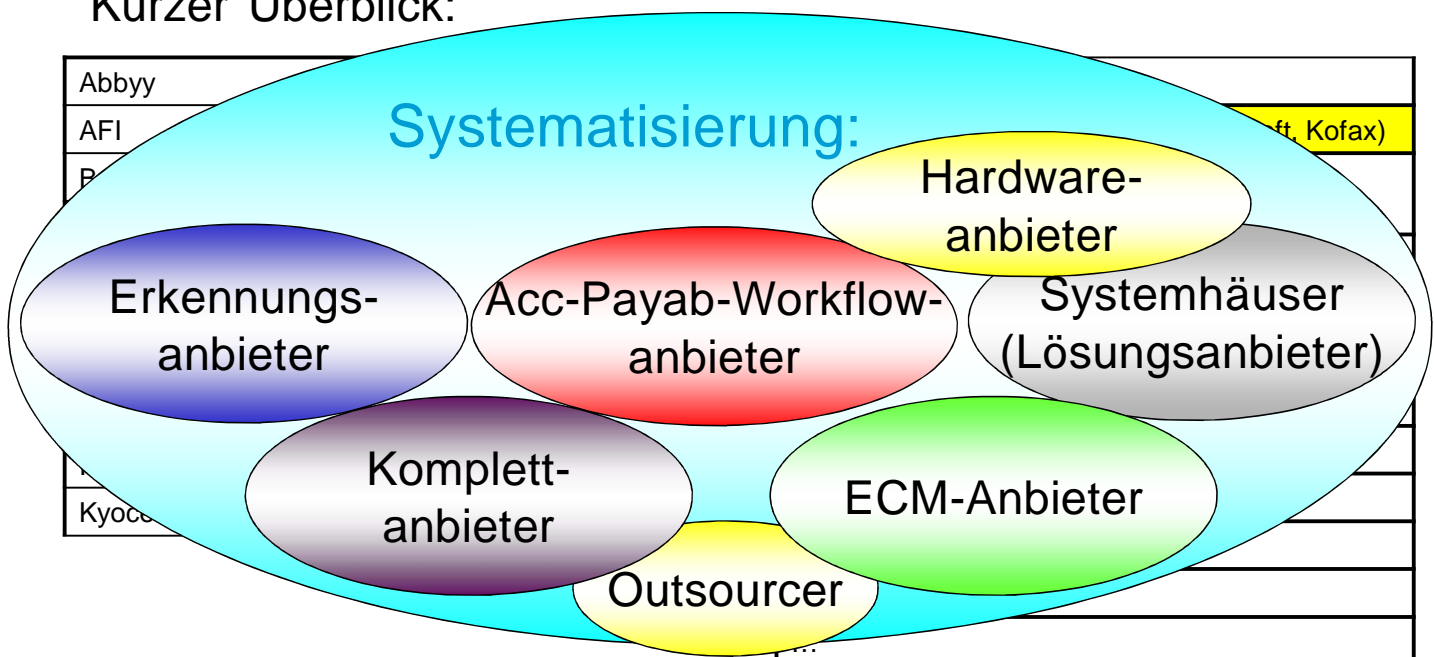 Kurzer Überblick:
Abbyy
AFI
Systematisierung:
Kofax)
Hardware-
anbieter
Erkennungs-
anbieter
Acc-Payab-Workflow-
anbieter
Systemhäuser
(Lösungsanbieter)
Komplett-
anbieter
ECM-Anbieter
Outsourcer
...